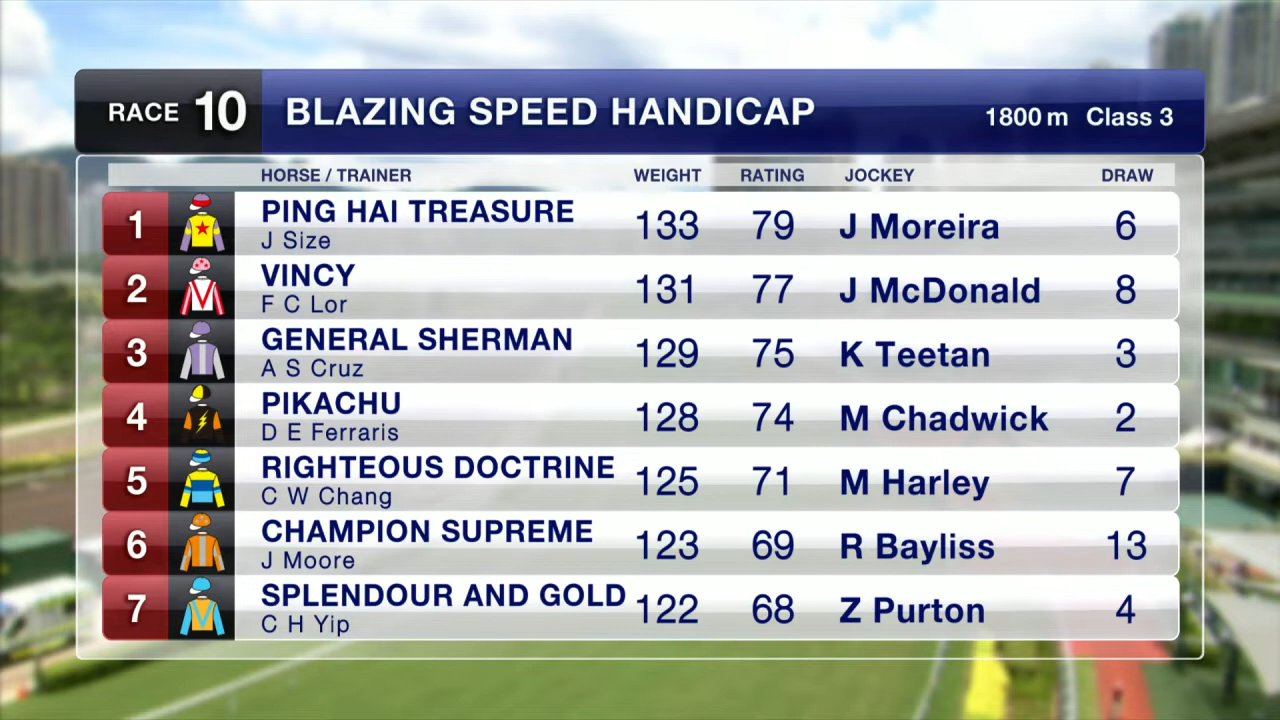 RACE 10 BLAZING SPEED HANDICAP 1800 m Class 3
HORSE / TRAINER WEIGHT RATING JOCKEY DRAW
1 PING HAI TREASURE 133 79 J Moreira 6
J Size
2 VINCY 131 77 J McDonald 8
F C Lor
3 GENERAL SHERMAN 129 75 K Teetan 3
A S Cruz
4 PIKACHU 128 74 M Chadwick 2
D E Ferraris
5 RIGHTEOUS DOCTRINE 125 71 M Harley 7
C W Chang
6 CHAMPION SUPREME 123 69 R Bayliss 13
J Moore
7 SPLENDOUR AND GOLD 122 68 Z Purton 4
C H Yip